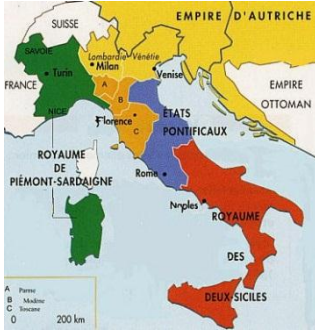 SUISSE
EMPIRE D'AUTRICHE
SAVOIE
Lombardie-Vénétie
Milan
Turin
Venise
FRANCE
A
B
EMPIRE
OTTOMAN
NICE
Florence
C
ÉTATS
PONTIFICAUX
ROYAUME
DE
PIÉMONT-SARDAIGNE
Rome
Naples
ROYAUME
DES
DEUX-SICILES
A Parme
B Modène
C Toscane
0 200 km